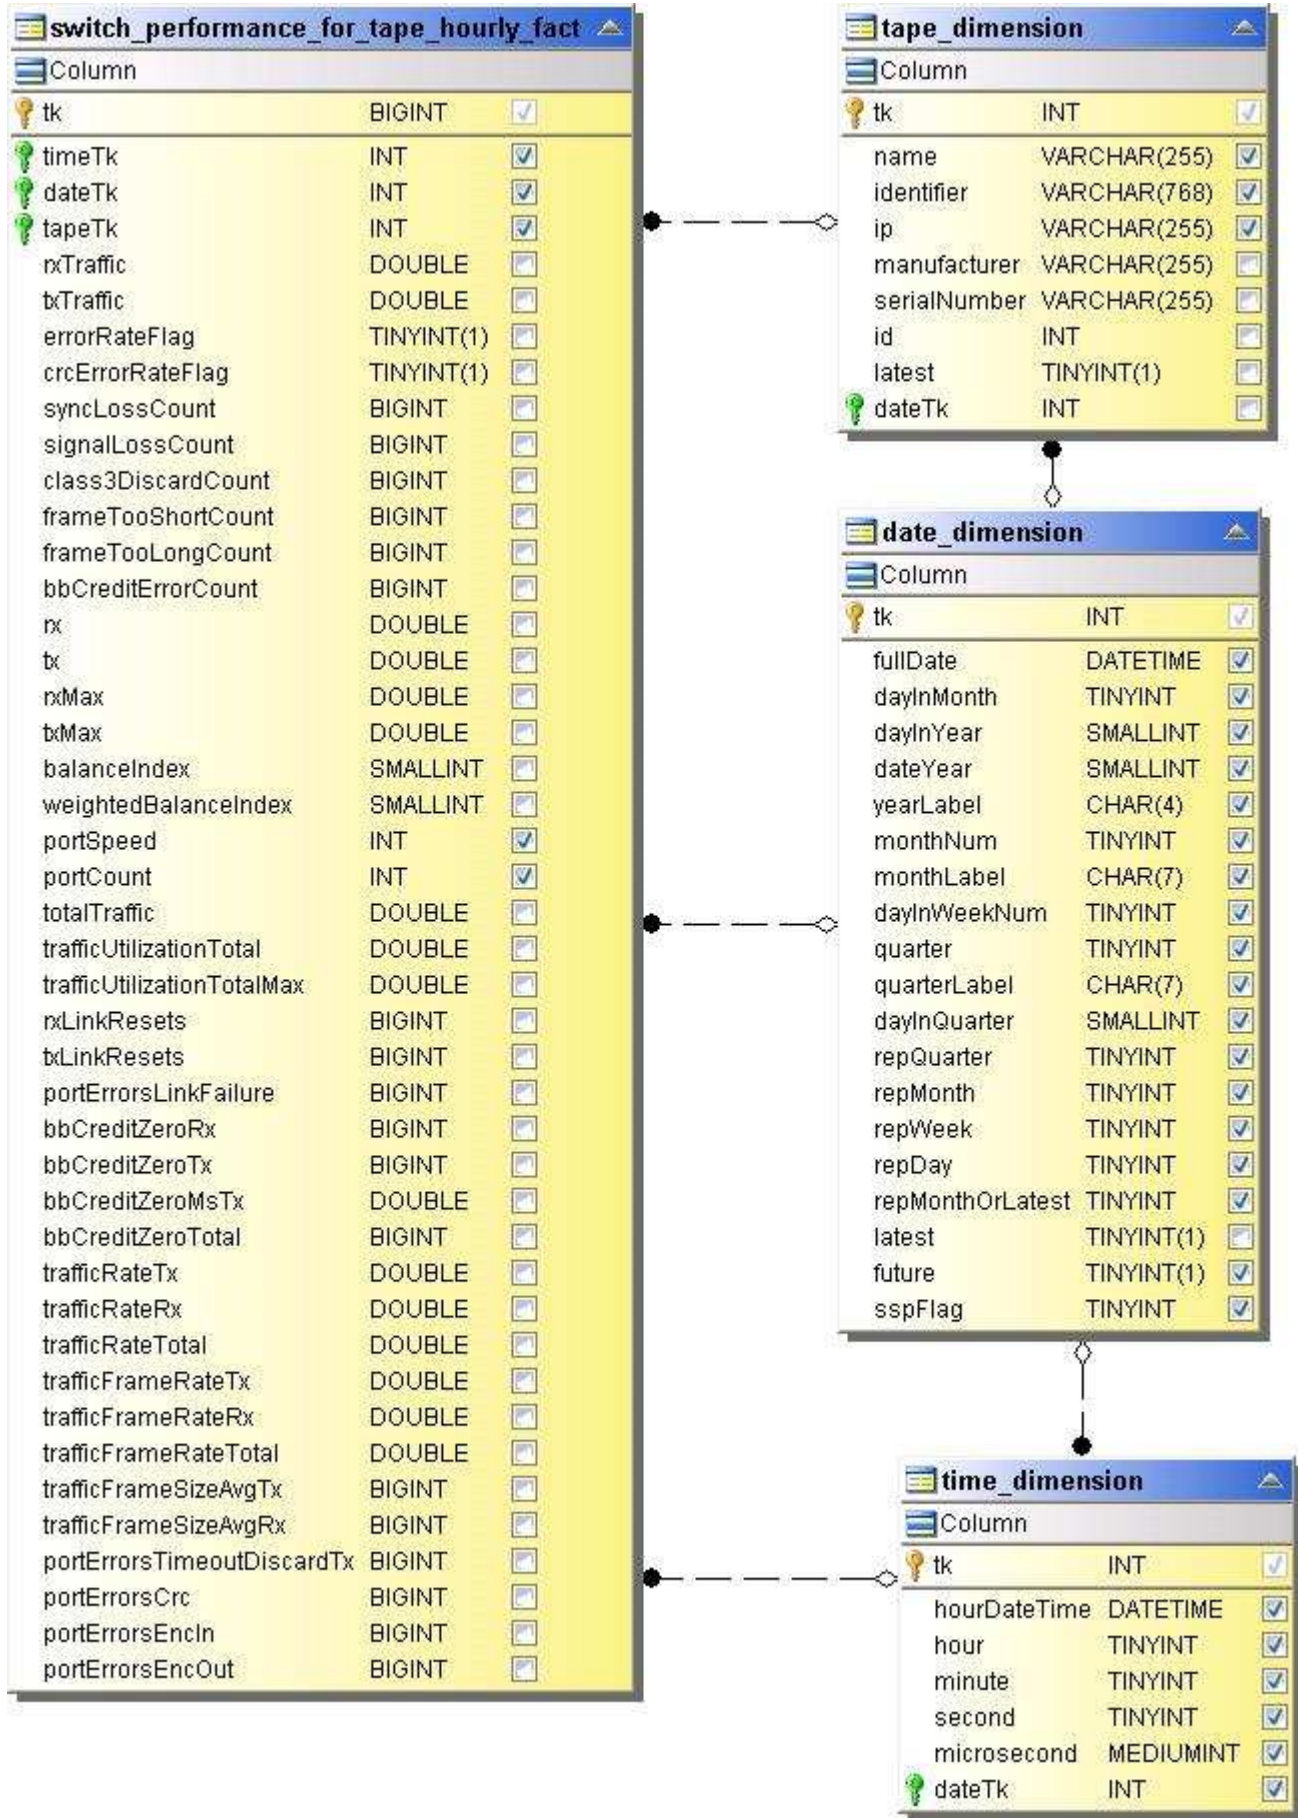 switch_performance_for_tape_hourly_fact
Column
tk BIGINT
timeTk INT
dateTk INT
tapeTk INT
rxTraffic DOUBLE
txTraffic DOUBLE
errorRateFlag TINYINT(1)
crcErrorRateFlag TINYINT(1)
syncLossCount BIGINT
signalLossCount BIGINT
class3DiscardCount BIGINT
frameTooShortCount BIGINT
frameTooLongCount BIGINT
bbCreditErrorCount BIGINT
rx DOUBLE
tx DOUBLE
rxMax DOUBLE
txMax DOUBLE
balanceIndex SMALLINT
weightedBalanceIndex SMALLINT
portSpeed INT
portCount INT
totalTraffic DOUBLE
trafficUtilizationTotal DOUBLE
trafficUtilizationTotalMax DOUBLE
rxLinkResets BIGINT
txLinkResets BIGINT
portErrorsLinkFailure BIGINT
bbCreditZeroRx BIGINT
bbCreditZeroTx BIGINT
bbCreditZeroMsTx DOUBLE
bbCreditZeroTotal BIGINT
trafficRateTx DOUBLE
trafficRateRx DOUBLE
trafficRateTotal DOUBLE
trafficFrameRateTx DOUBLE
trafficFrameRateRx DOUBLE
trafficFrameRateTotal DOUBLE
trafficFrameSizeAvgTx BIGINT
trafficFrameSizeAvgRx BIGINT
portErrorsTimeoutDiscardTx BIGINT
portErrorsCrc BIGINT
portErrorsEncIn BIGINT
portErrorsEncOut BIGINT
tape_dimension
Column
tk INT
name VARCHAR(255)
identifier VARCHAR(768)
ip VARCHAR(255)
manufacturer VARCHAR(255)
serialNumber VARCHAR(255)
id INT
latest TINYINT(1)
dateTk INT
date_dimension
Column
tk INT
fullDate DATETIME
dayInMonth TINYINT
dayInYear SMALLINT
dateYear SMALLINT
yearLabel CHAR(4)
monthNum TINYINT
monthLabel CHAR(7)
dayInWeekNum TINYINT
quarter TINYINT
quarterLabel CHAR(7)
dayInQuarter SMALLINT
repQuarter TINYINT
repMonth TINYINT
repWeek TINYINT
repDay TINYINT
repMonthOrLatest TINYINT
latest TINYINT(1)
future TINYINT(1)
sspFlag TINYINT
time_dimension
Column
tk INT
hourDateTime DATETIME
hour TINYINT
minute TINYINT
second TINYINT
microsecond MEDIUMINT
dateTk INT